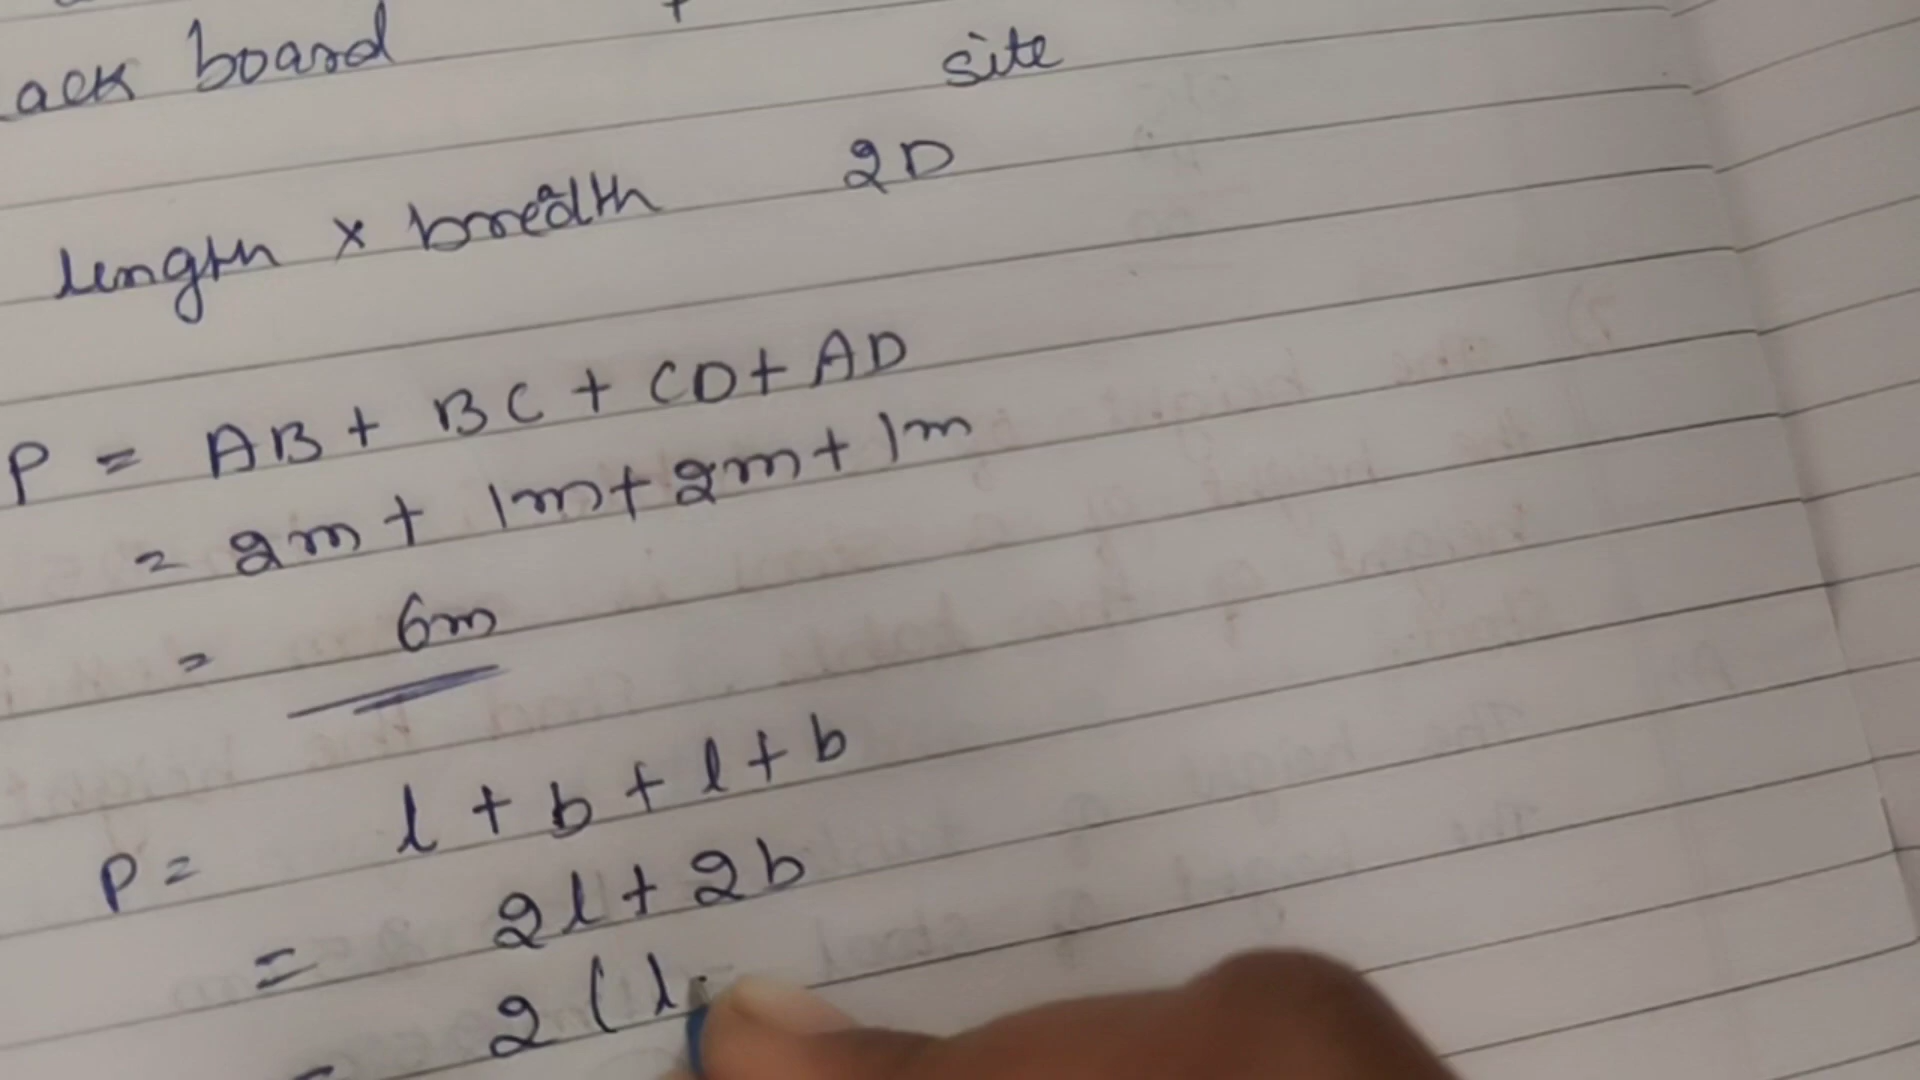 ack board
site
length × breadth 2D
P = AB + BC + CD + AD
= 2m + 1m + 2m + 1m
= 6m
P = l + b + l + b
= 2l + 2b
= 2 ( l